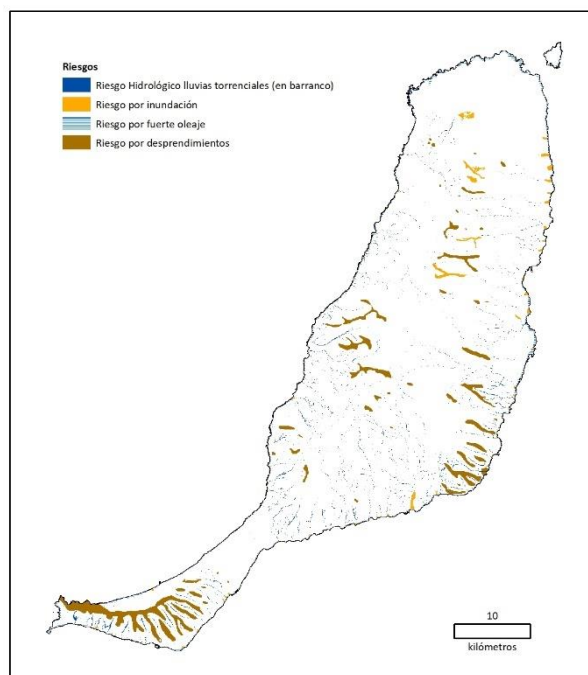 Riesgos
Riesgo Hidrológico lluvias torrenciales (en barranco)
Riesgo por inundación
Riesgo por fuerte oleaje
Riesgo por desprendimientos
10
kilómetros